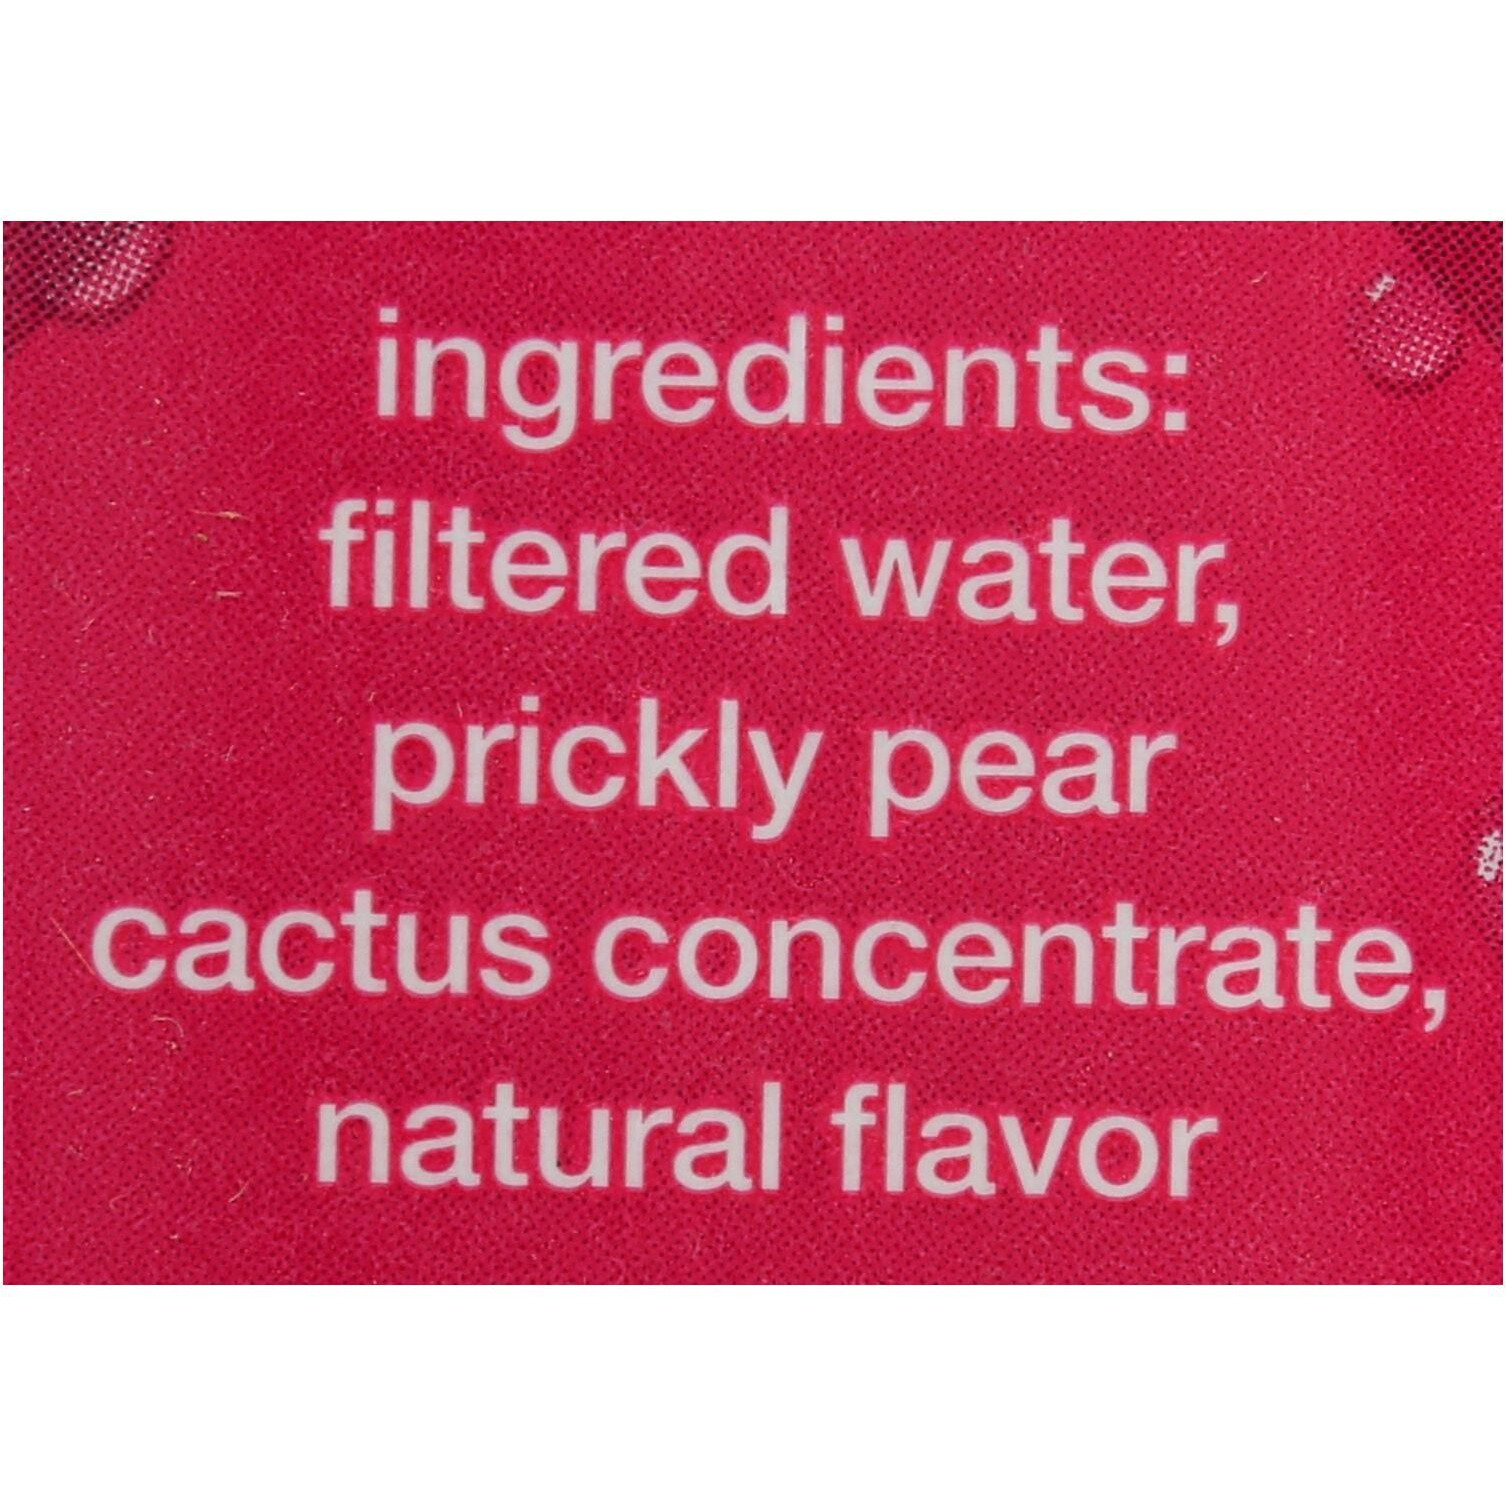 ingredients:
filtered water,
prickly pear
cactus concentrate,
natural flavor